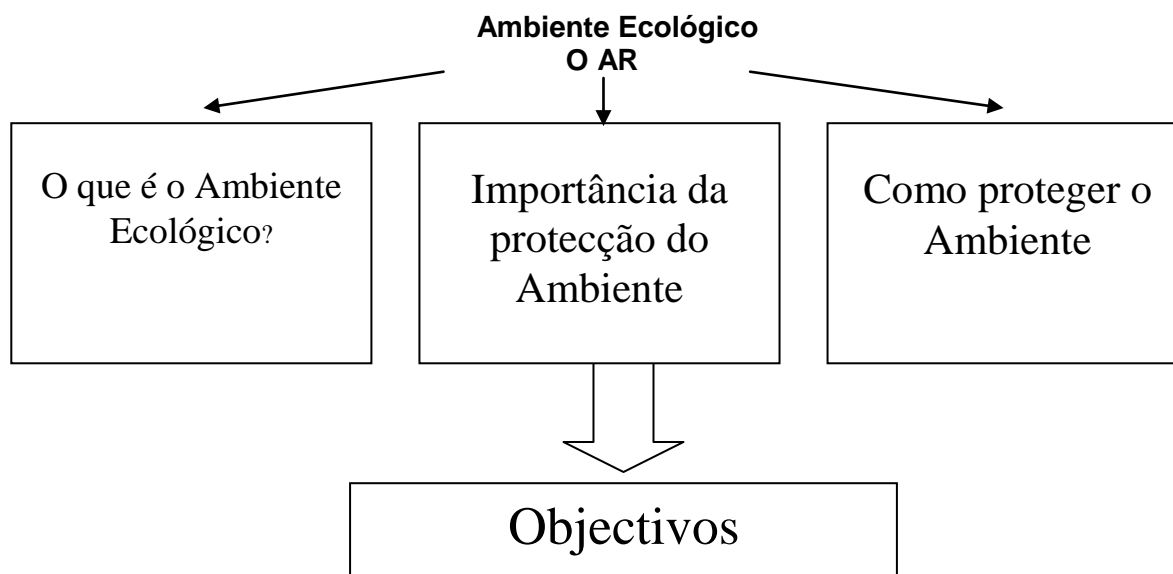 Ambiente Ecológico
O AR
O que é o Ambiente
Ecológico?
Importância da
protecção do
Ambiente
Como proteger o
Ambiente
Objectivos